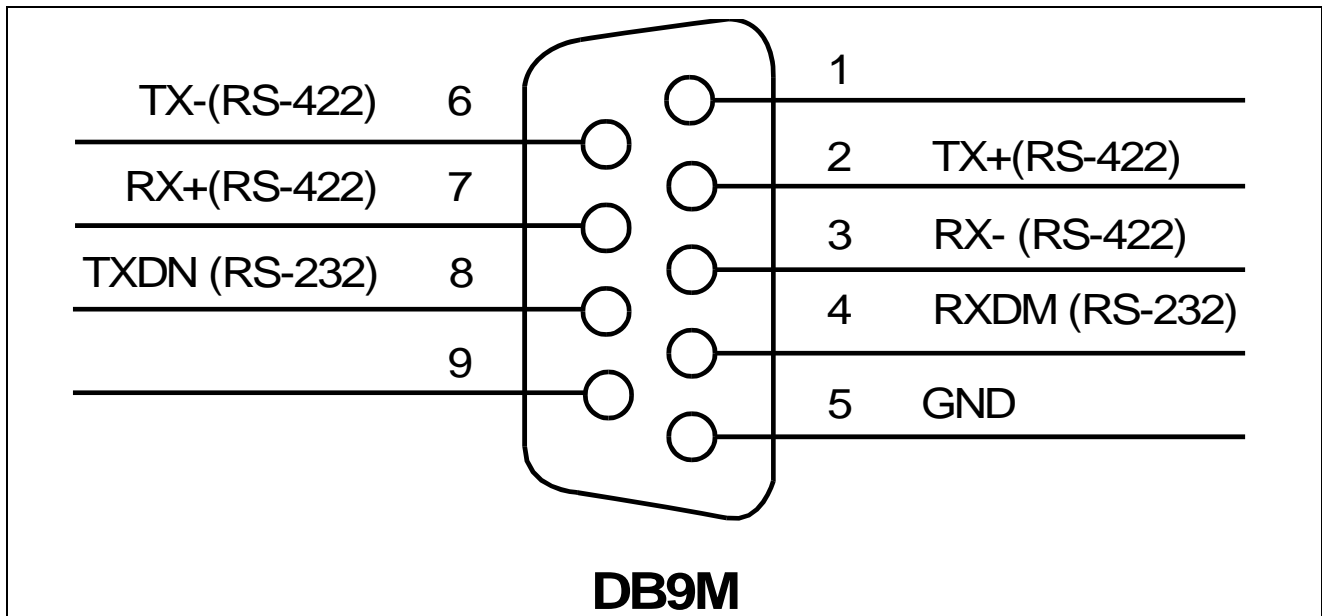 1
TX-(RS-422) 6
2 TX+(RS-422)
RX+(RS-422) 7
3 RX- (RS-422)
TXDN (RS-232) 8
4 RXDM (RS-232)
9
5 GND
DB9M